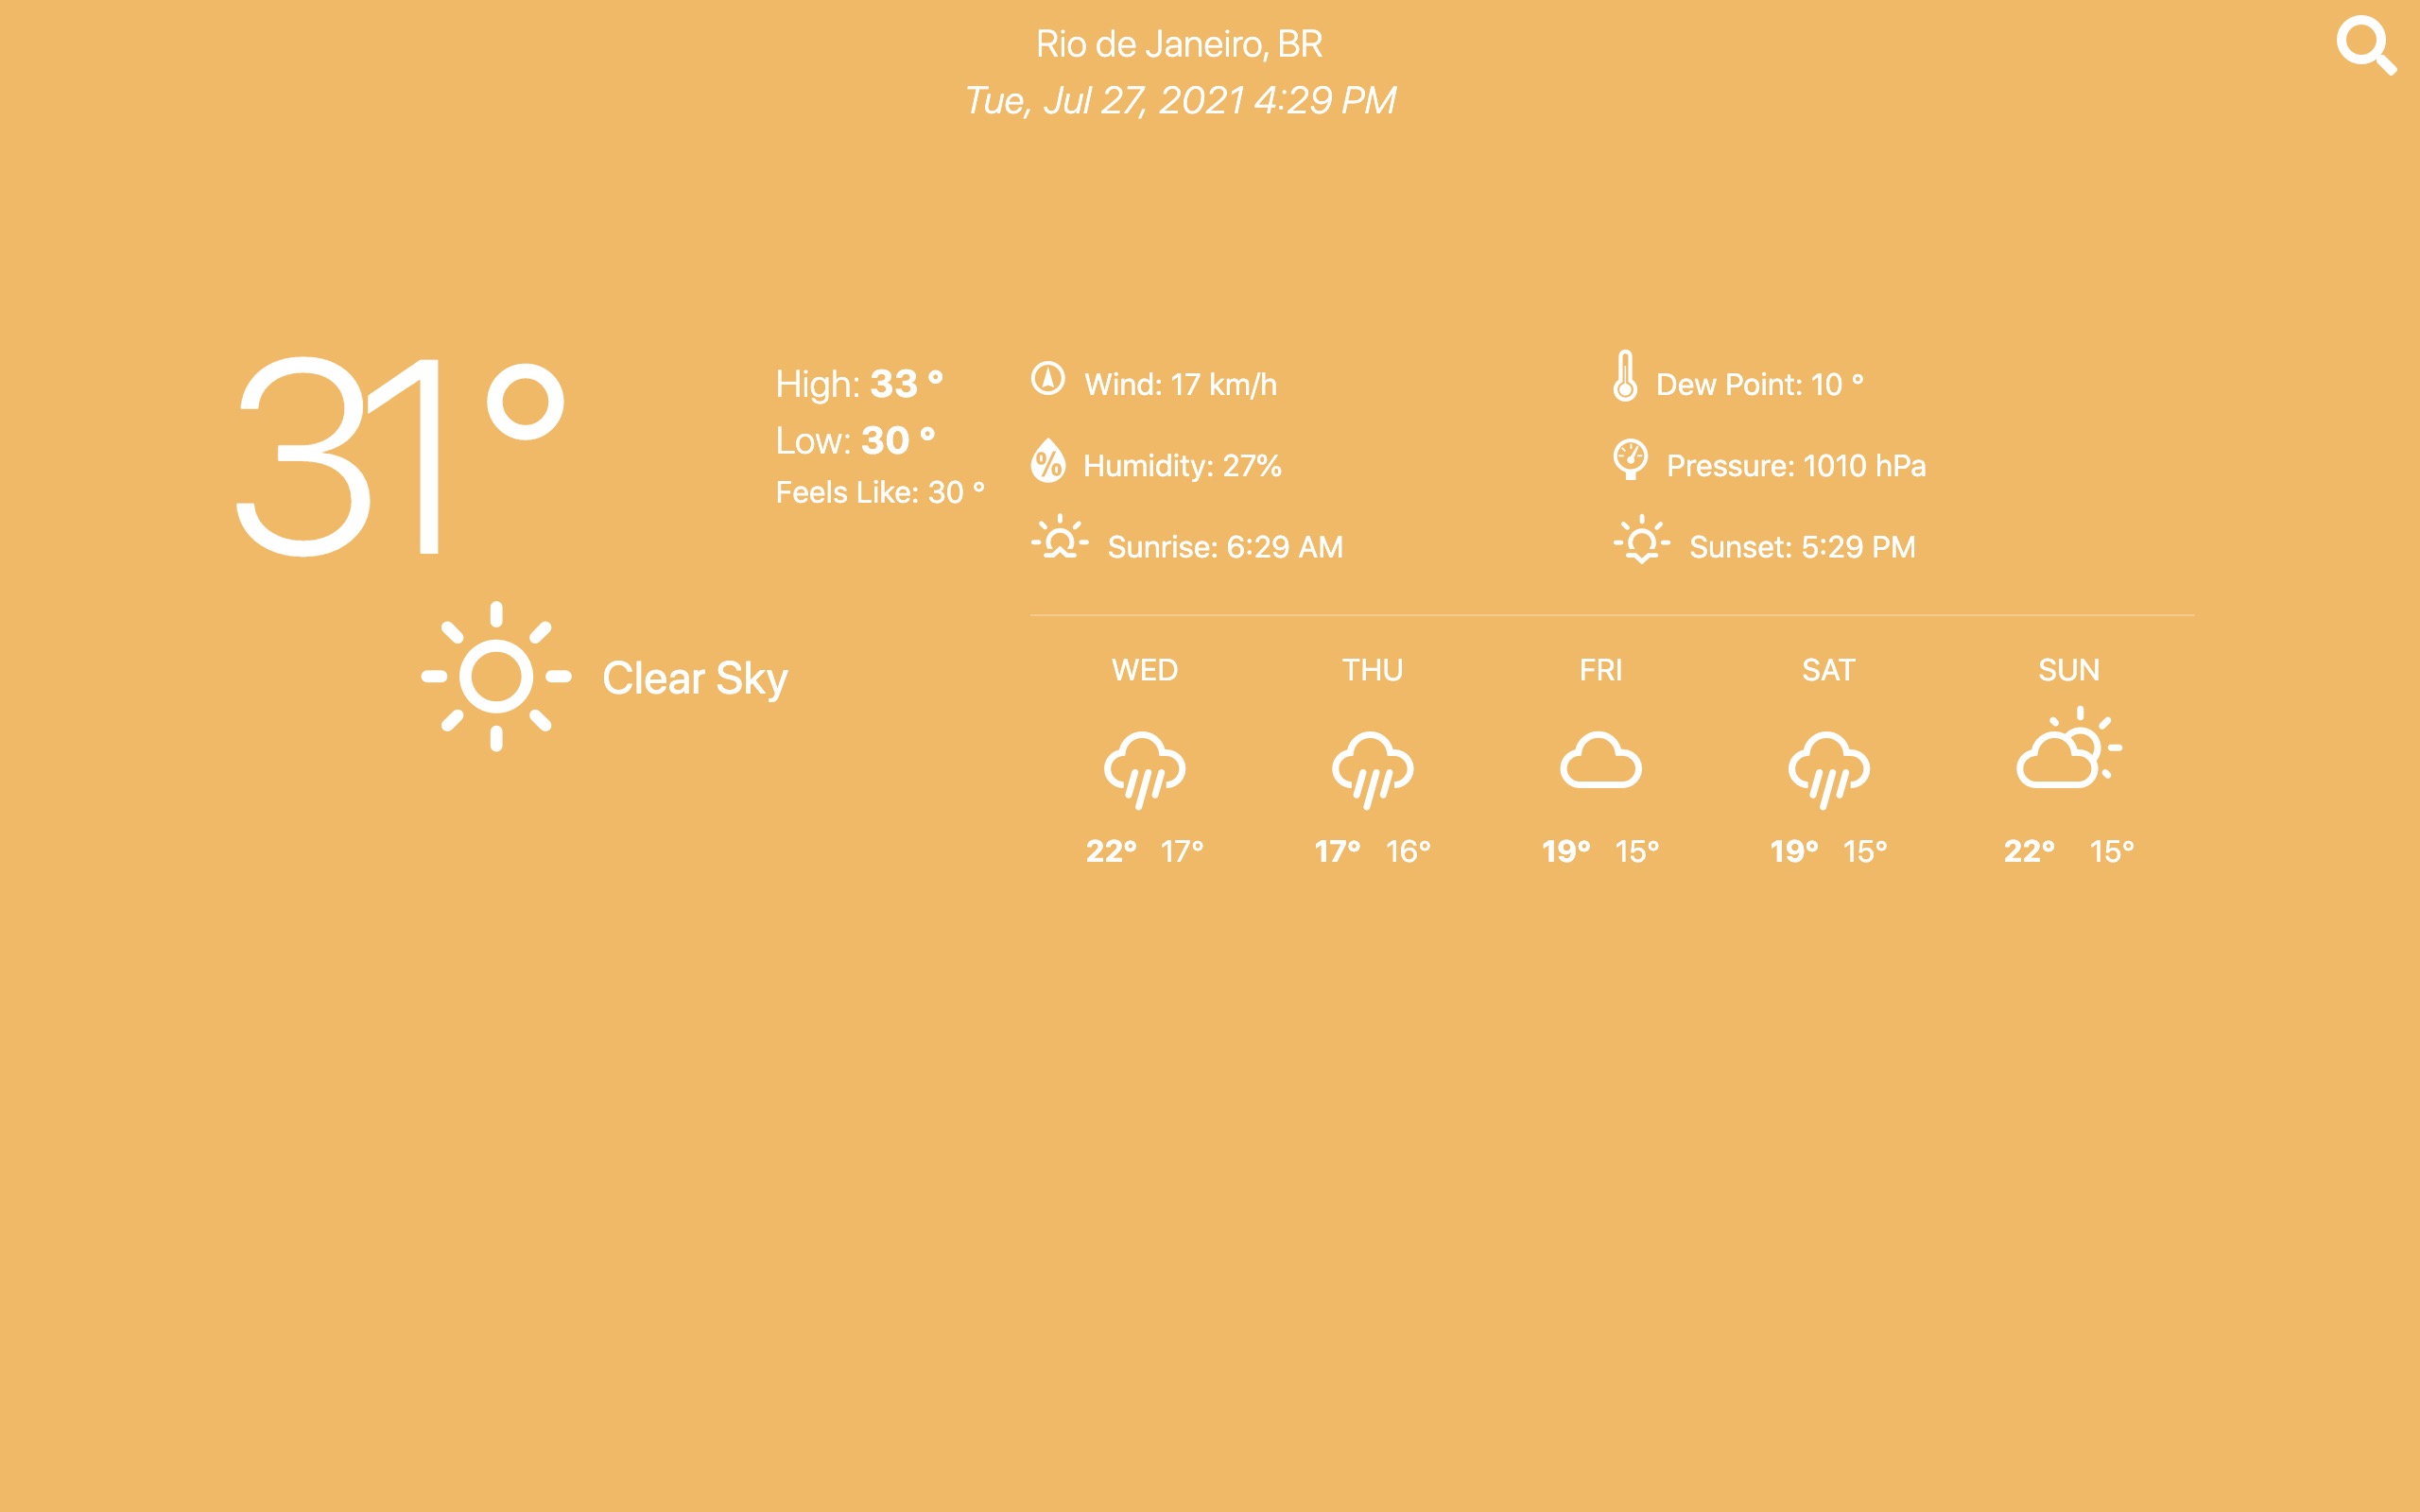 Rio de Janeiro, BR
Tue, Jul 27, 2021 4:29 PM
31°
High: 33 °
Low: 30 °
Feels Like: 30 °
Clear Sky
Wind: 17 km/h
Dew Point: 10 °
%
Humidity: 27%
Pressure: 1010 hPa
Sunrise: 6:29 AM
Sunset: 5:29 PM
WED THU FRI SAT SUN
22° 17° 17° 16° 19° 15° 19° 15° 22° 15°